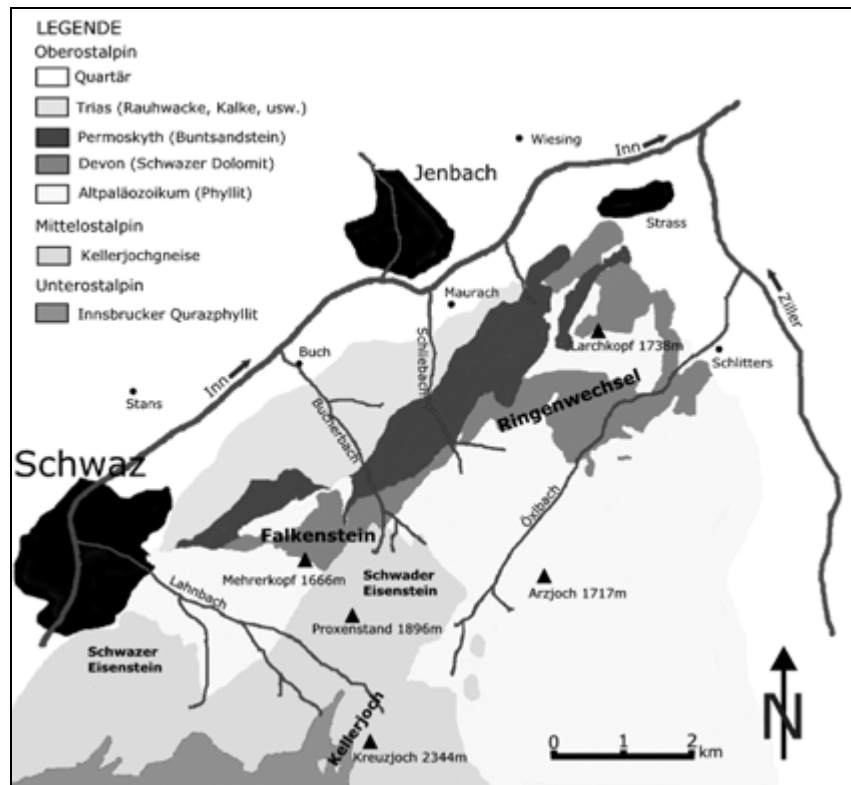 LEGENDE
Oberostalpin
Quartär
Trias (Rauhwacke, Kalke, usw.)
Permoskyth (Buntsandstein)
Devon (Schwazer Dolomit)
Altpaläozoikum (Phyllit)
Mittelostalpin
Kellerjochgneise
Unterostalpin
Innsbrucker Qurazphyllit
Wiesing
Inn
Jenbach
Strass
Maurach
Ziller
Larchkopf 1738m
Schlitters
Buch
Schliebach
Inn
Stans
Bucherbach
Ringenwechsel
Schwaz
Öxlbach
Falkenstein
Mehrerkopf 1666m
Schwader
Eisenstein
Arzjoch 1717m
Lahnbach
Proxenstand 1896m
Schwazer
Eisenstein
Kellerjoch
Kreuzjoch 2344m
N
0 1 2
km